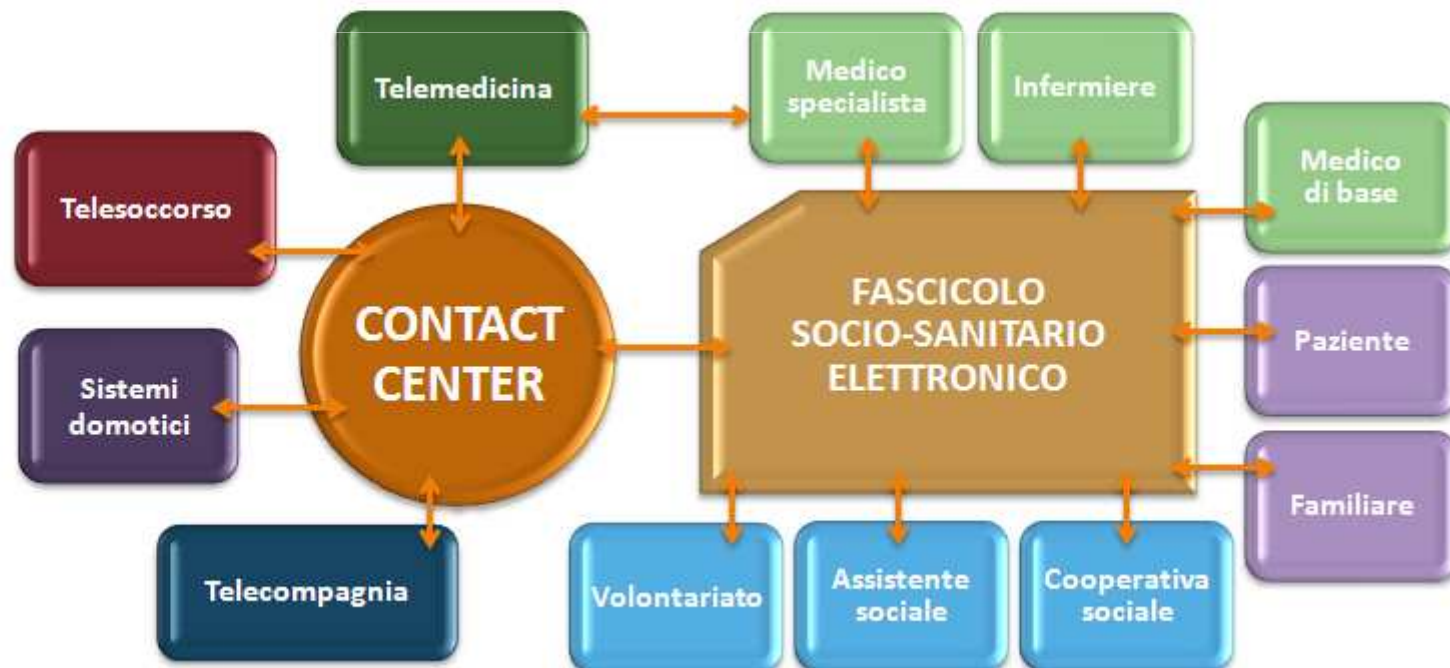 Telemedicina
Medico
specialista
Infermiere
Medico
di base
Telesoccorso
CONTACT
CENTER
FASCICOLO
SOCIO-SANITARIO
ELETTRONICO
Paziente
Sistemi
domotici
Familiare
Telecompagnia
Volontariato
Assistente
sociale
Cooperativa
sociale